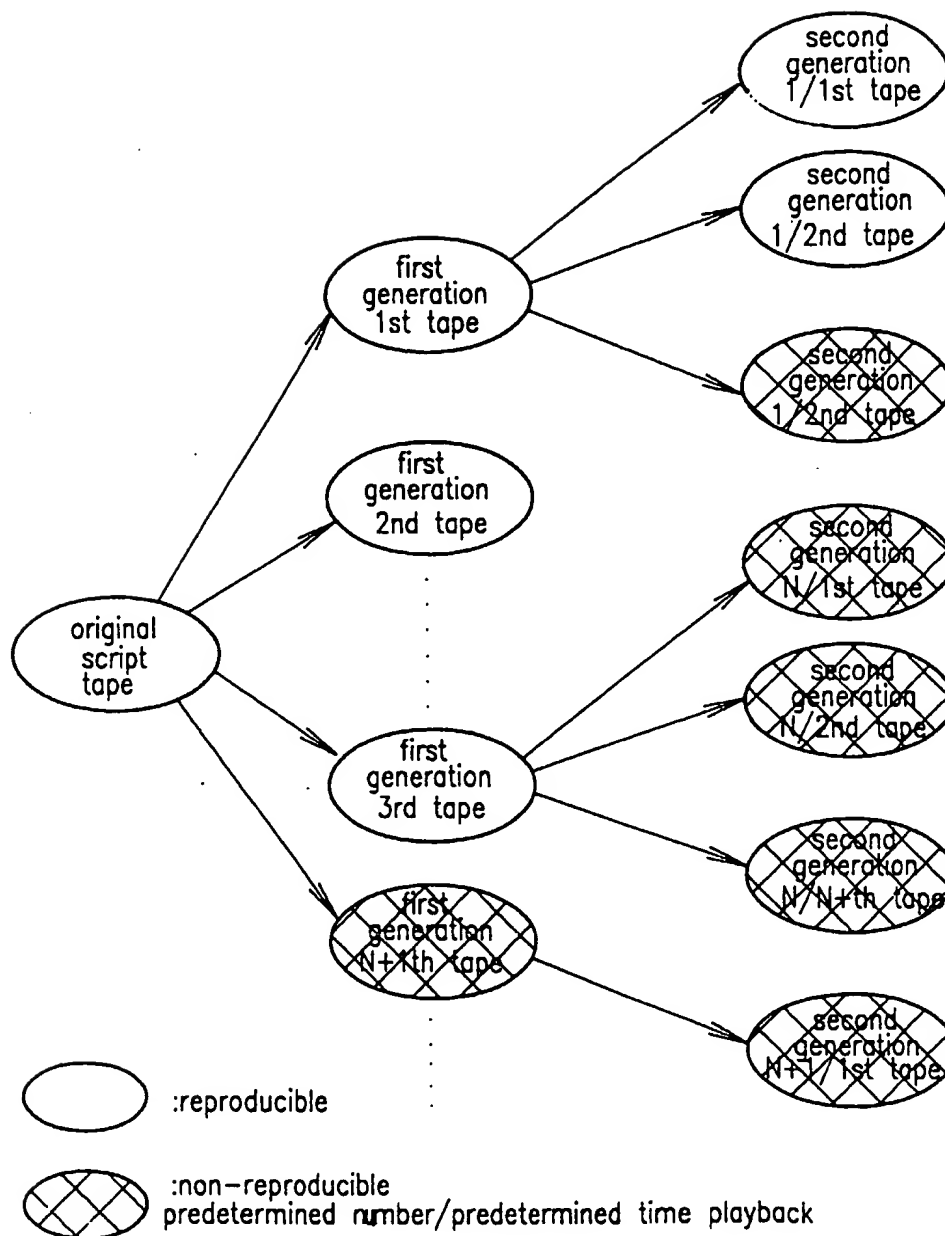 second
generation
1/1st tape
second
generation
1/2nd tape
first
generation
1st tape
second
generation
1/2nd tape
first
generation
2nd tape
second
generation
N/1st tape
original
script
tape
second
generation
N/2nd tape
first
generation
3rd tape
second
generation
N/N+th tape
first
generation
N+1th tape
second
generation
N+1/1st tape
:reproducible
:non-reproducible
predetermined number/predetermined time playback